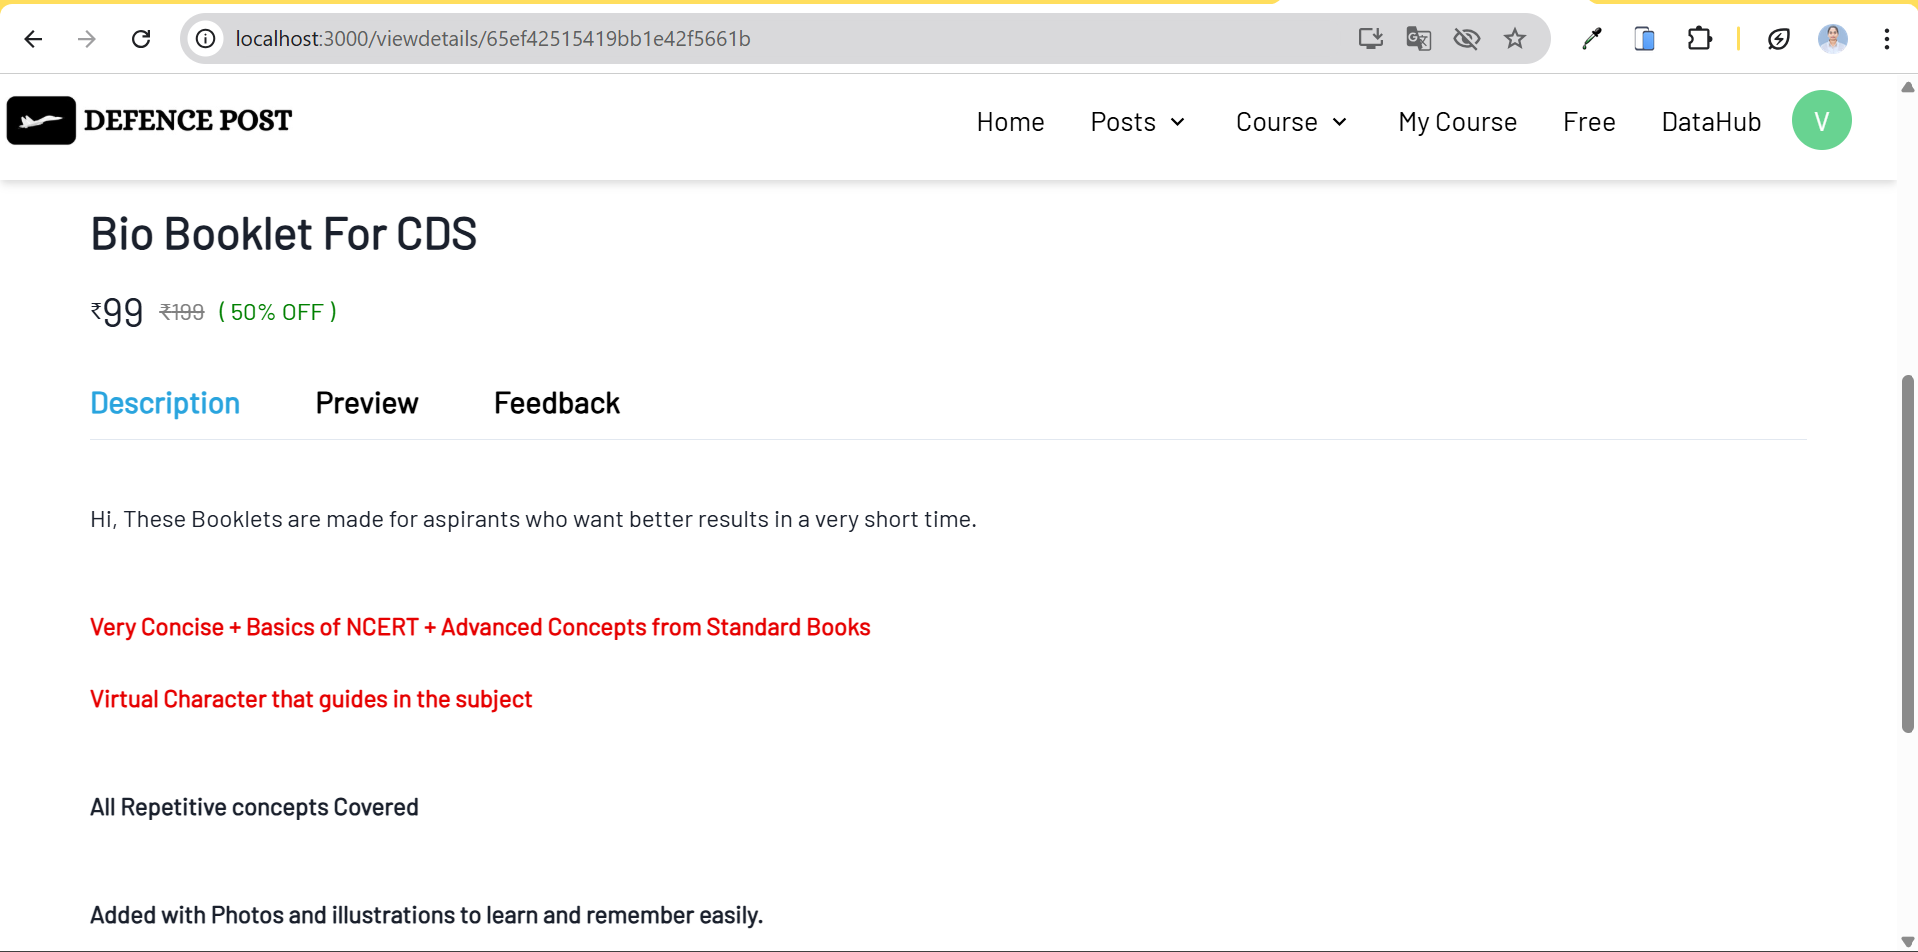 localhost:3000/viewdetails/65ef42515419bb1e42f5661b
DEFENCE POST
Home Posts Course My Course Free DataHub V
Bio Booklet For CDS
₹99 ₹199 ( 50% OFF )
Description Preview Feedback
Hi, These Booklets are made for aspirants who want better results in a very short time.
Very Concise + Basics of NCERT + Advanced Concepts from Standard Books
Virtual Character that guides in the subject
All Repetitive concepts Covered
Added with Photos and illustrations to learn and remember easily.